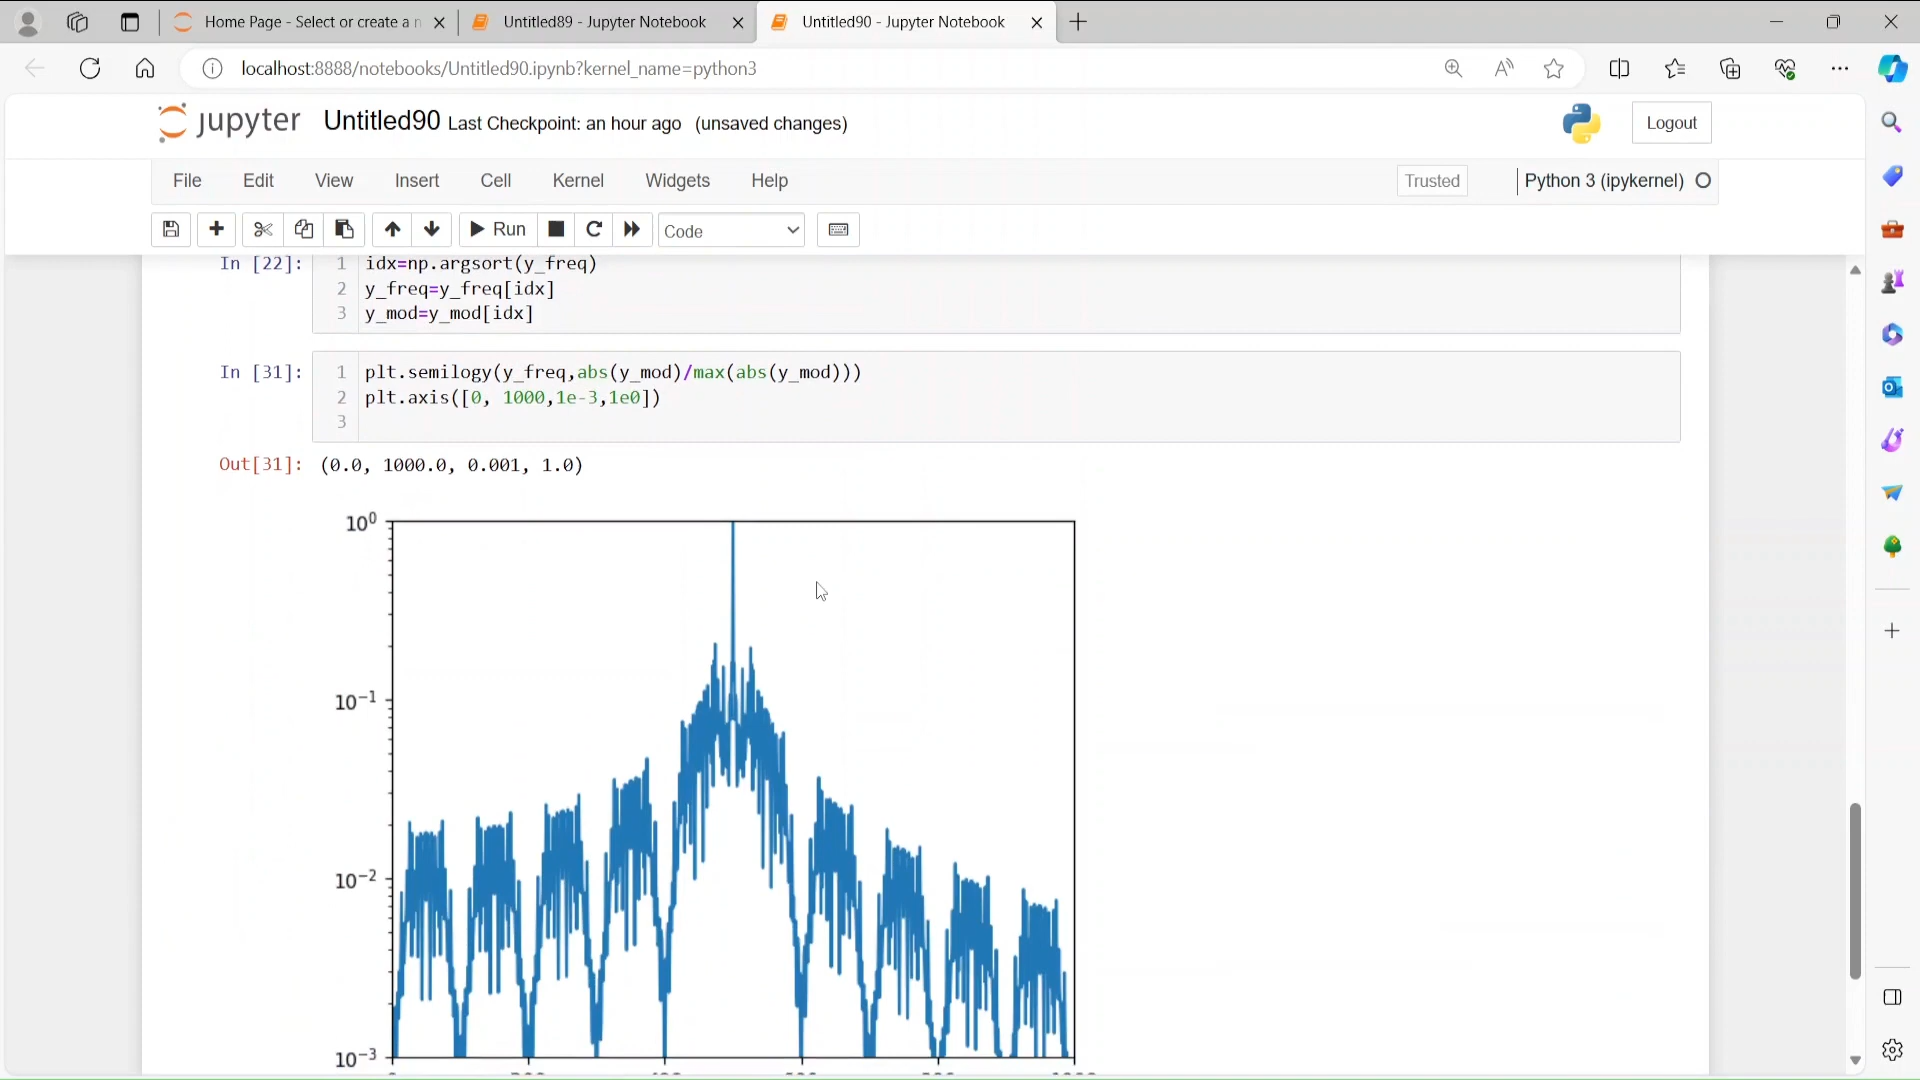 Home Page - Select or create a n
Untitled89 - Jupyter Notebook
Untitled90 - Jupyter Notebook
localhost:8888/notebooks/Untitled90.ipynb?kernel_name=python3
jupyter Untitled90 Last Checkpoint: an hour ago (unsaved changes)
Logout
File Edit View Insert Cell Kernel Widgets Help
Trusted
Python 3 (ipykernel)
Run
Code
In [22]:
1 idx=np.argsort(y_freq)
2 y_freq=y_freq[idx]
3 y_mod=y_mod[idx]
In [31]:
1 plt.semilogy(y_freq,abs(y_mod)/max(abs(y_mod)))
2 plt.axis([0, 1000,1e-3,1e0])
3
Out[31]: (0.0, 1000.0, 0.001, 1.0)
10⁰
10⁻¹
10⁻²
10⁻³